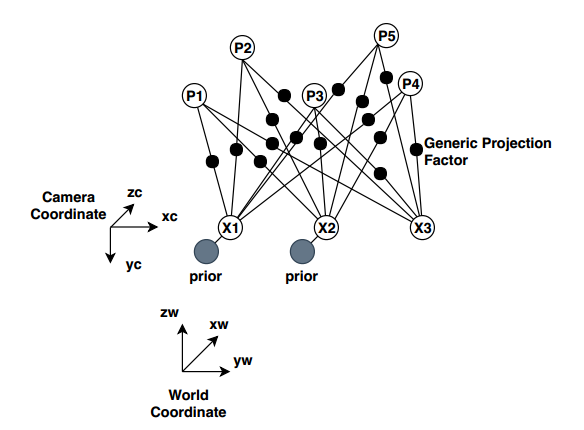 P5
P2
P4
P1
P3
Generic Projection
Factor
Camera
Coordinate
zc
xc
yc
X1
X2
X3
prior
prior
zw
xw
yw
World
Coordinate